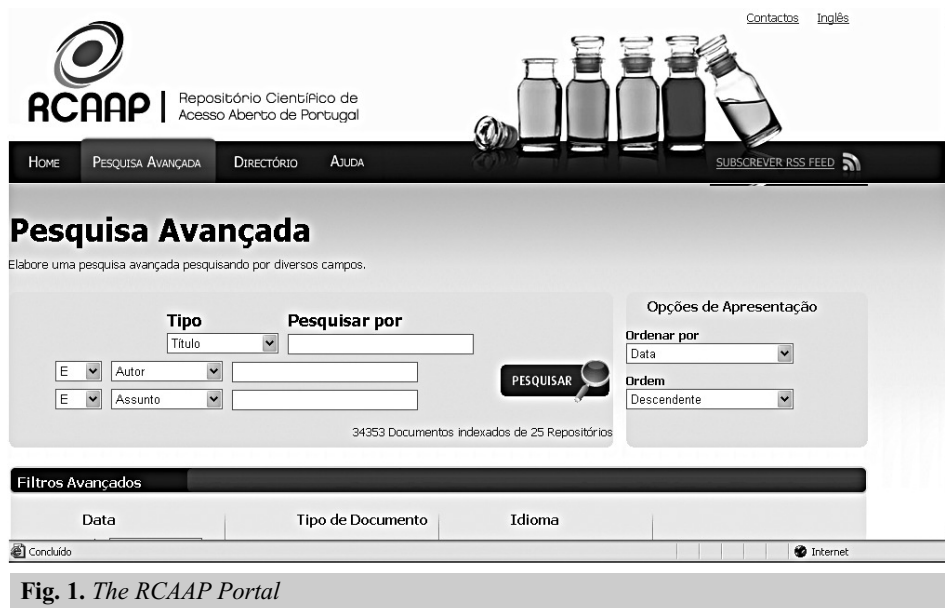 Contactos Inglês
RCAAP | Repositório Científico de
Acesso Aberto de Portugal
HOME PESQUISA AVANÇADA DIRECTÓRIO AJUDA SUBSCREVER RSS FEED
Pesquisa Avançada
Elabore uma pesquisa avançada pesquisando por diversos campos.
Tipo Pesquisar por
Título
E Autor
E Assunto
PESQUISAR
34353 Documentos indexados de 25 Repositórios
Opções de Apresentação
Ordenar por
Data
Ordem
Descendente
Filtros Avançados
Data Tipo de Documento Idioma
Concluído Internet
Fig. 1. The RCAAP Portal